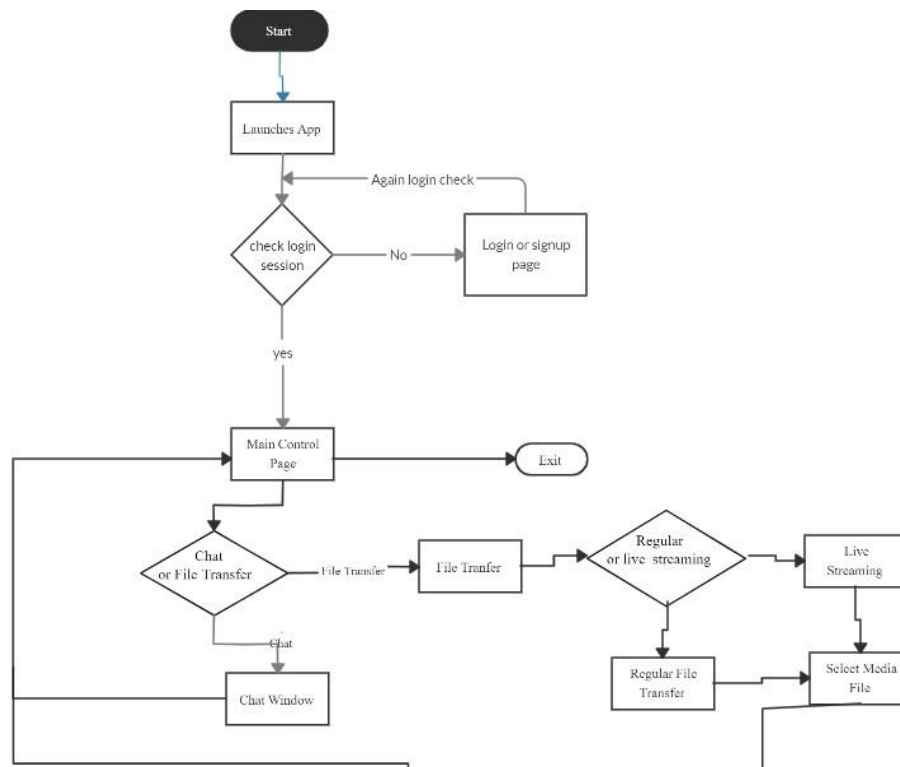 Start
Launches App
Again login check
check login
session
No
Login or signup
page
yes
Main Control
Page
Exit
Chat
or File Transfer
File Transfer
File Tranfer
Regular
or live streaming
Live
Streaming
Chat
Chat Window
Regular File
Transfer
Select Media
File